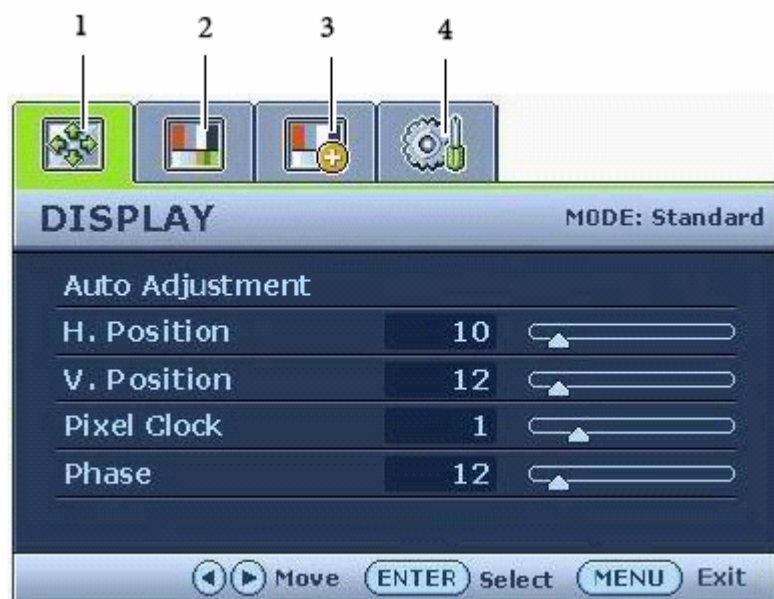 1 2 3 4
DISPLAY MODE: Standard
Auto Adjustment
H. Position 10
V. Position 12
Pixel Clock 1
Phase 12
Move ENTER Select MENU Exit